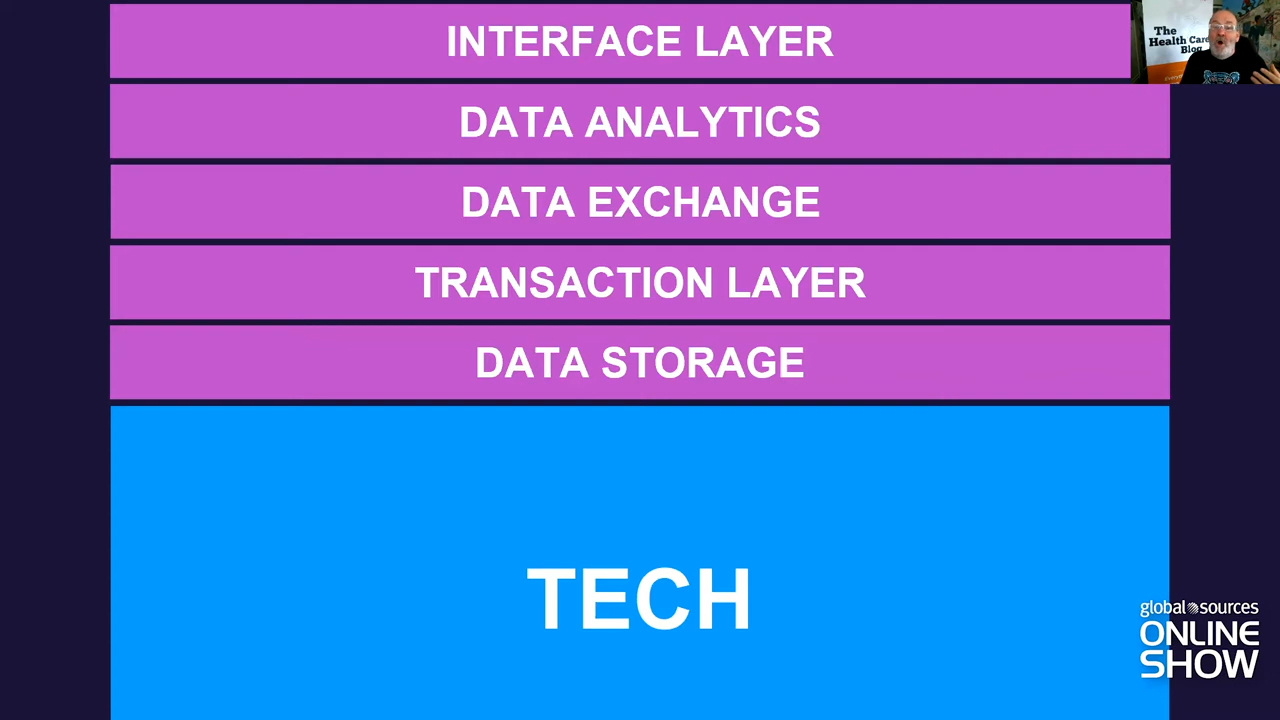 INTERFACE LAYER
The
Health Care
Blog
DATA ANALYTICS
DATA EXCHANGE
TRANSACTION LAYER
DATA STORAGE
TECH
global sources
ONLINE
SHOW